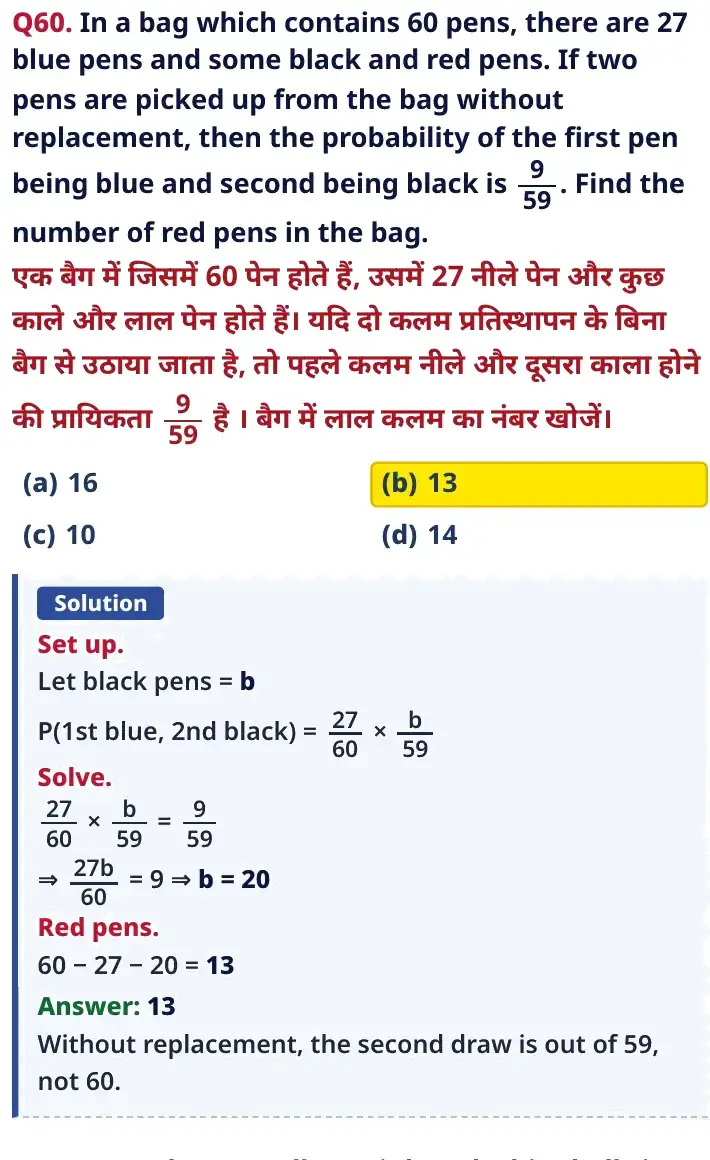 Q60. In a bag which contains 60 pens, there are 27
blue pens and some black and red pens. If two
pens are picked up from the bag without
replacement, then the probability of the first pen
being blue and second being black is 9/59. Find the
number of red pens in the bag.
एक बैग में जिसमें 60 पेन होते हैं, उसमें 27 नीले पेन और कुछ
काले और लाल पेन होते हैं। यदि दो कलम प्रतिस्थापन के बिना
बैग से उठाया जाता है, तो पहले कलम नीले और दूसरा काला होने
की प्रायिकता 9/59 है । बैग में लाल कलम का नंबर खोजें।
(a) 16 (b) 13
(c) 10 (d) 14
Solution
Set up.
Let black pens = b
P(1st blue, 2nd black) = 27/60 × b/59
Solve.
27/60 × b/59 = 9/59
⇒ 27b/60 = 9 ⇒ b = 20
Red pens.
60 − 27 − 20 = 13
Answer: 13
Without replacement, the second draw is out of 59,
not 60.